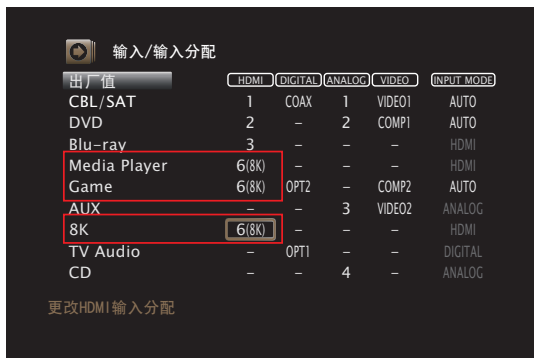 输入/输入分配
出厂值 HDMI DIGITAL ANALOG VIDEO INPUT MODE
CBL/SAT 1 COAX 1 VIDEO1 AUTO
DVD 2 – 2 COMP1 AUTO
Blu-ray 3 – – – HDMI
Media Player 6(8K) – – – HDMI
Game 6(8K) OPT2 – COMP2 AUTO
AUX – – 3 VIDEO2 ANALOG
8K 6(8K) – – – HDMI
TV Audio – OPT1 – – DIGITAL
CD – – 4 – ANALOG
更改HDMI输入分配